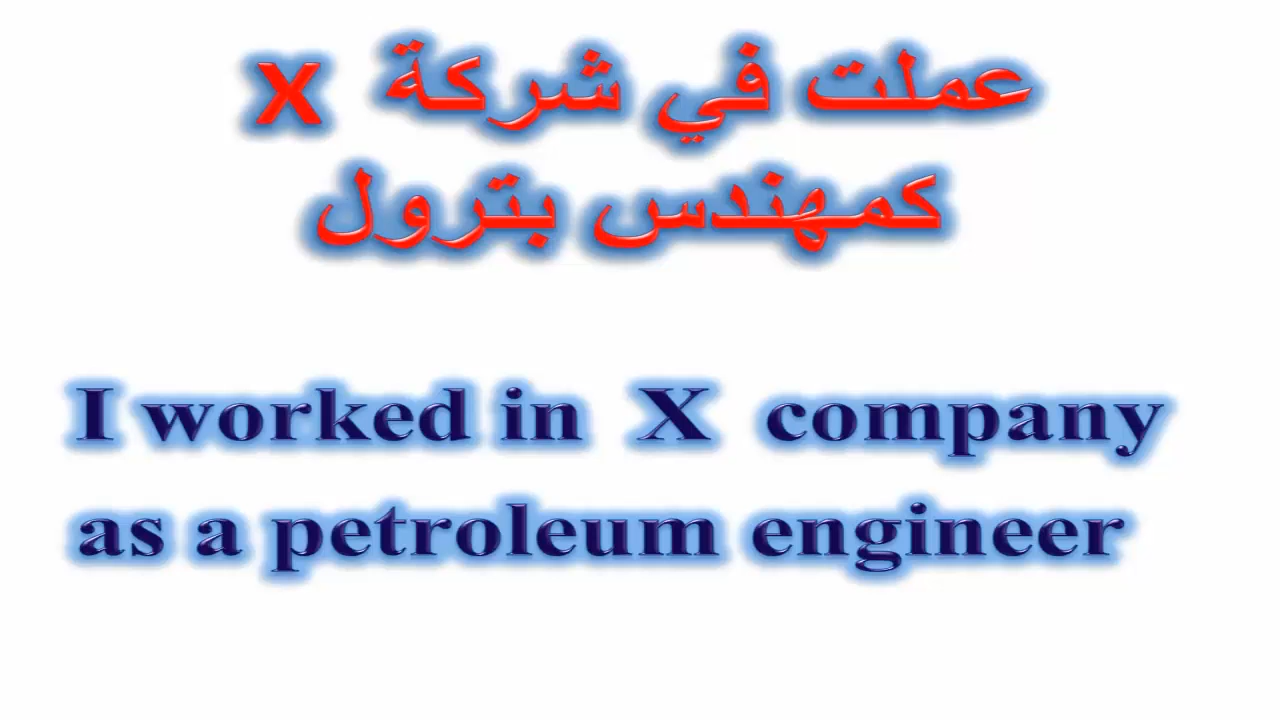 عملت في شركة x
كمهندس بترول
I worked in X company
as a petroleum engineer